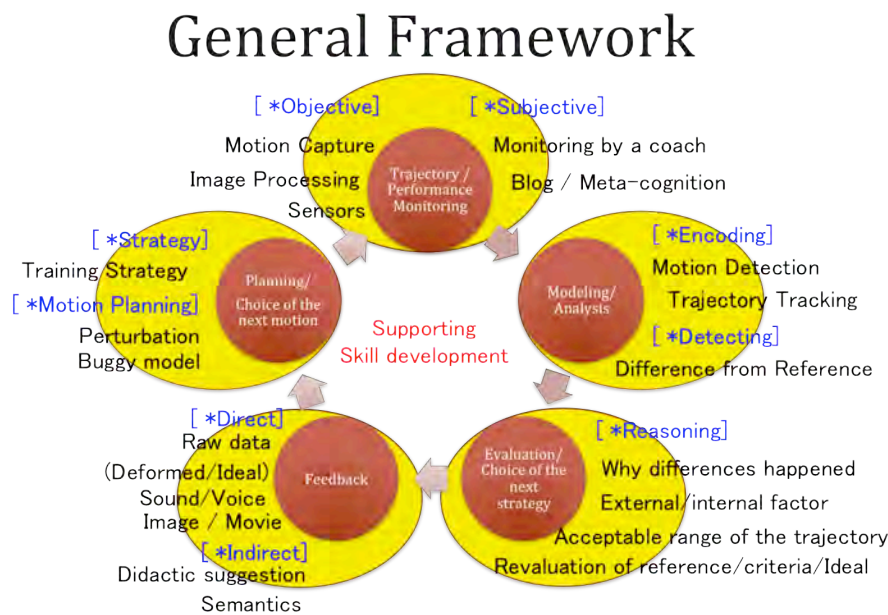 General Framework
[ *Objective]
Motion Capture
Image Processing
Sensors
Trajectory /
Performance
Monitoring
[ *Subjective]
Monitoring by a coach
Blog / Meta-cognition
[ *Encoding]
Motion Detection
Trajectory Tracking
[ *Detecting]
Difference from Reference
Modeling/
Analysis
[ *Reasoning]
Why differences happened
External/internal factor
Acceptable range of the trajectory
Revaluation of reference/criteria/Ideal
Evaluation/
Choice of the
next
strategy
[ *Direct]
Raw data
(Deformed/Ideal)
Sound/Voice
Image / Movie
[ *Indirect]
Didactic suggestion
Semantics
Feedback
[ *Strategy]
Training Strategy
[ *Motion Planning]
Perturbation
Buggy model
Planning/
Choice of the
next motion
Supporting
Skill development